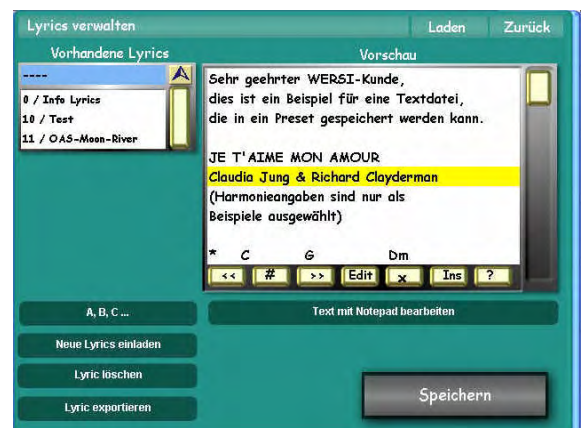 Lyrics verwalten Laden Zurück
Vorhandene Lyrics
----
0 / Info Lyrics
10 / Test
11 / OAS-Moon-River
Vorschau
Sehr geehrter WERSI-Kunde,
dies ist ein Beispiel für eine Textdatei,
die in ein Preset gespeichert werden kann.
JE T'AIME MON AMOUR
Claudia Jung & Richard Clayderman
(Harmonieangaben sind nur als
Beispiele ausgewählt)
* C G Dm
<< # >> Edit x Ins ?
A, B, C ...
Neue Lyrics einladen
Lyric löschen
Lyric exportieren
Text mit Notepad bearbeiten
Speichern